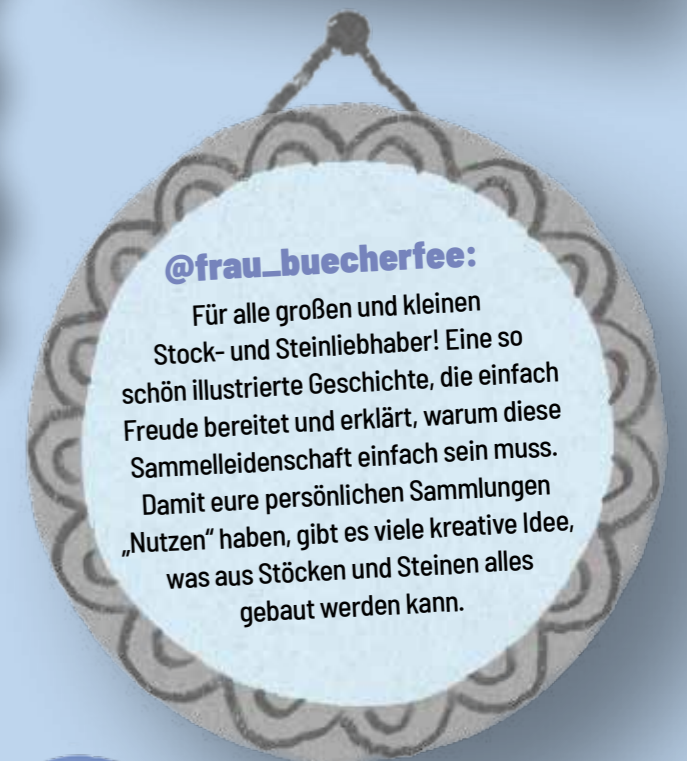 @frau_buecherfee:
Für alle großen und kleinen
Stock- und Steinliebhaber! Eine so
schön illustrierte Geschichte, die einfach
Freude bereitet und erklärt, warum diese
Sammelleidenschaft einfach sein muss.
Damit eure persönlichen Sammlungen
„Nutzen“ haben, gibt es viele kreative Idee,
was aus Stöcken und Steinen alles
gebaut werden kann.